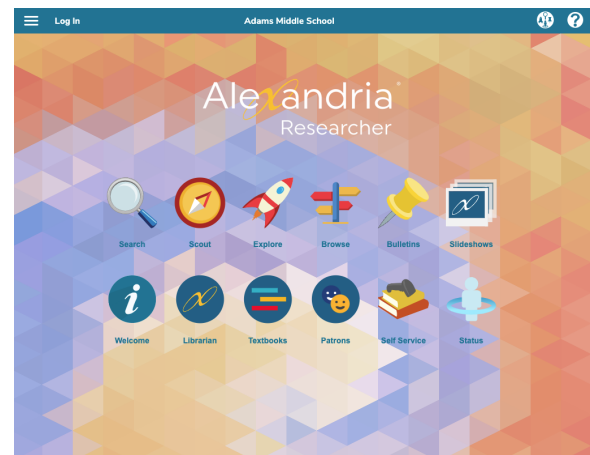 Log In
Adams Middle School
?
Alexandria®
Researcher
Search
Scout
Explore
Browse
Bulletins
Slideshows
Welcome
Librarian
Textbooks
Patrons
Self Service
Status